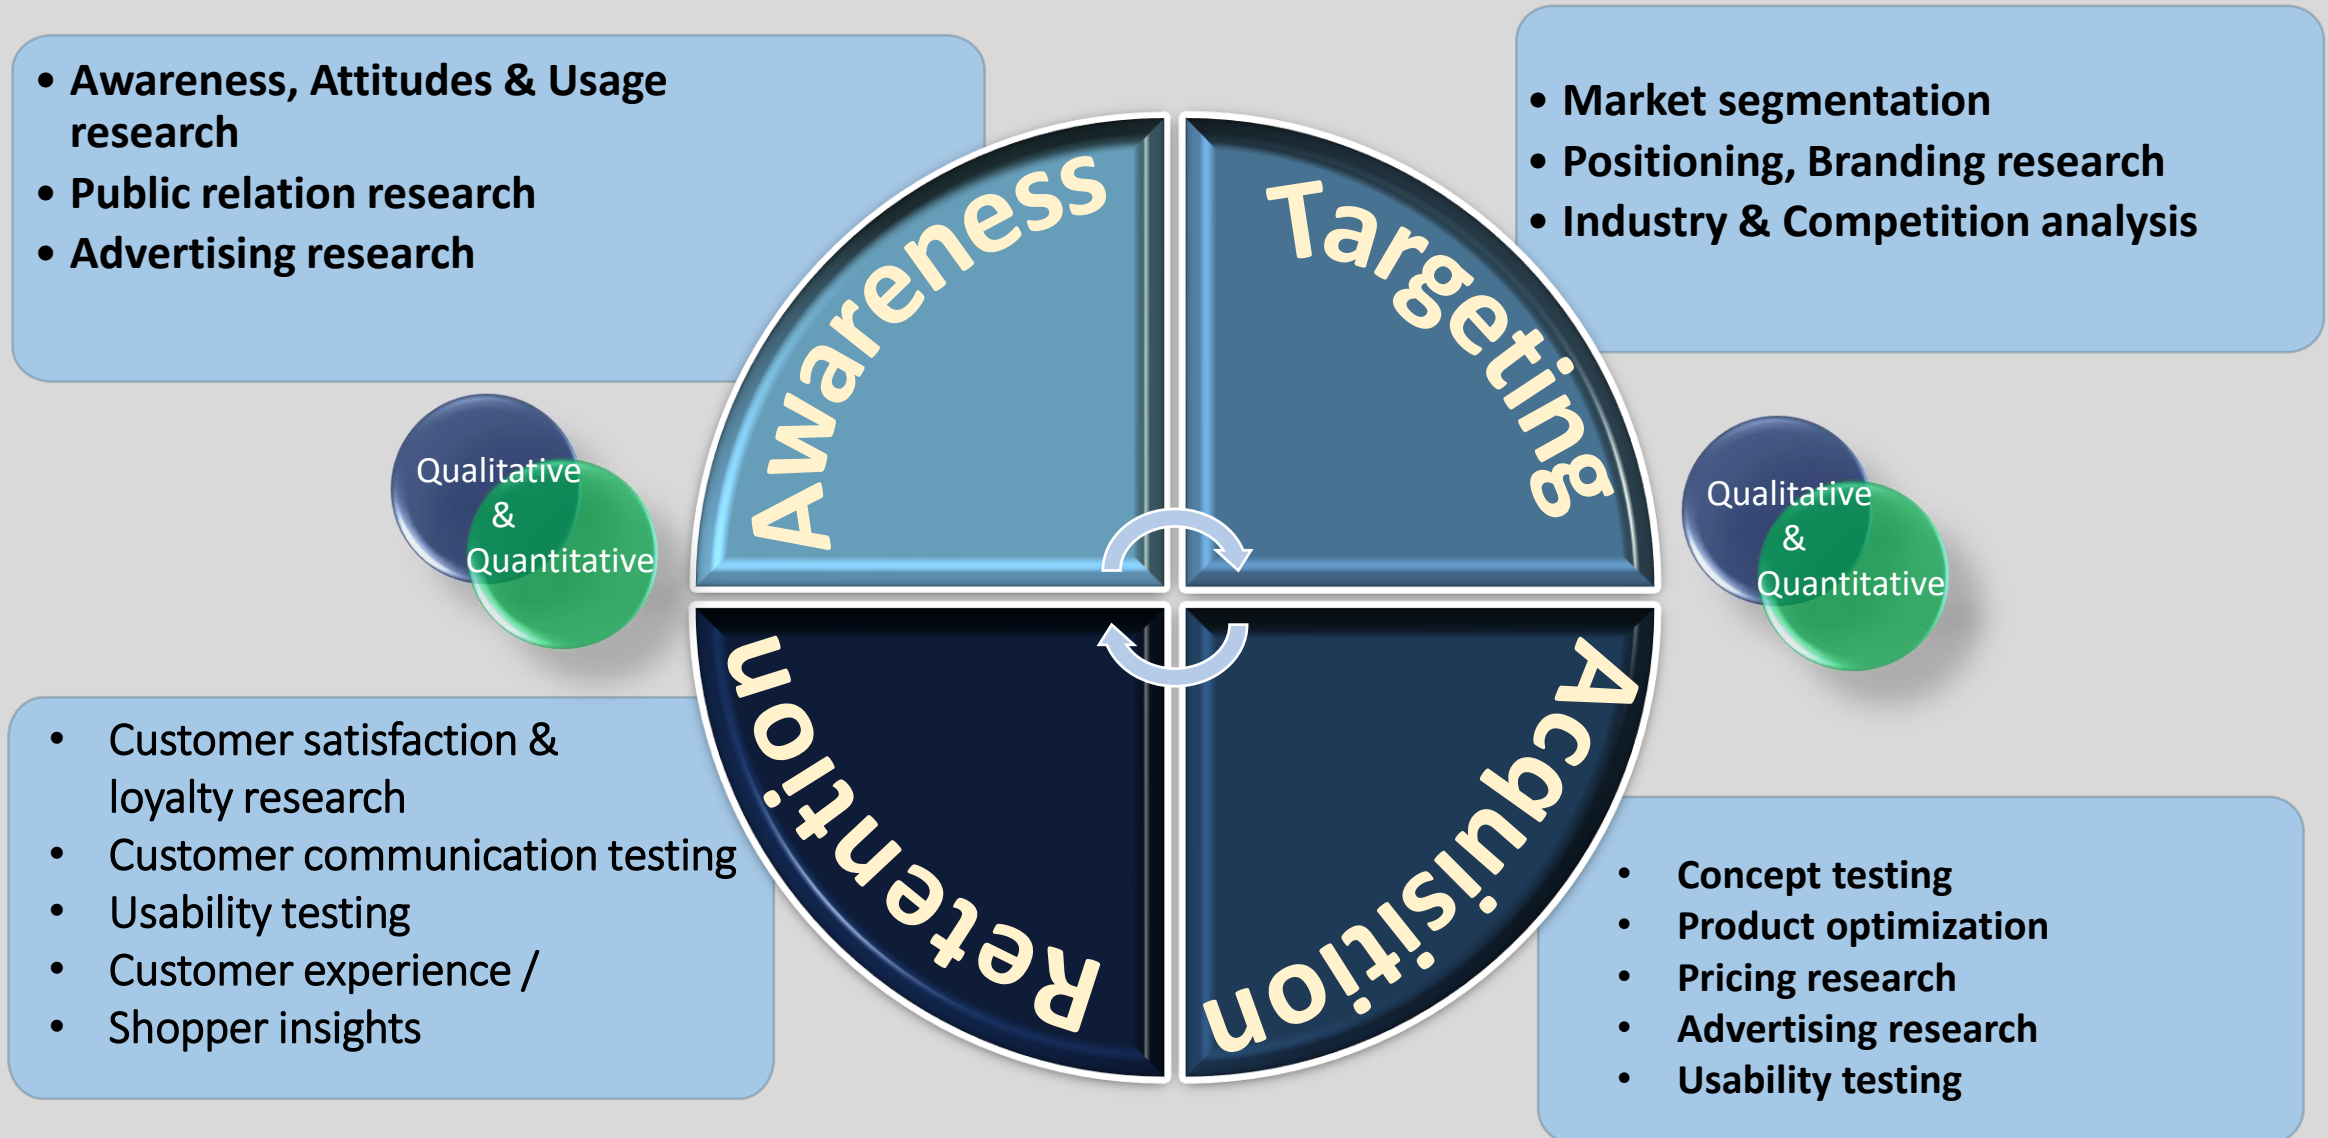 • Awareness, Attitudes & Usage
research
• Public relation research
• Advertising research
• Market segmentation
• Positioning, Branding research
• Industry & Competition analysis
Awareness
Targeting
Qualitative
&
Quantitative
Qualitative
&
Quantitative
Retention
Acquisition
• Customer satisfaction &
loyalty research
• Customer communication testing
• Usability testing
• Customer experience /
• Shopper insights
• Concept testing
• Product optimization
• Pricing research
• Advertising research
• Usability testing